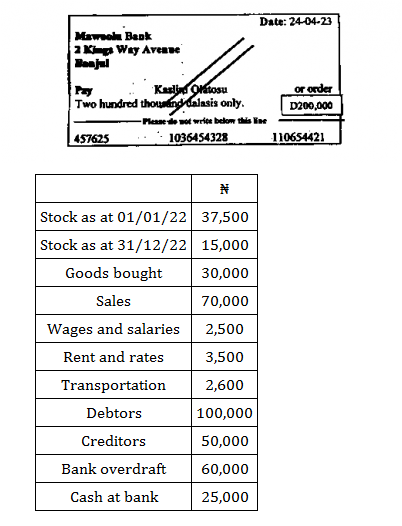 Date: 24-04-23
Mawuolu Bank
2 Kings Way Avenue
Banjul
Pay Kaslim Olatosu or order
Two hundred thousand dalasis only. D200,000
Please do not write below this line
457625 1036454328 110654421
₦
Stock as at 01/01/22 37,500
Stock as at 31/12/22 15,000
Goods bought 30,000
Sales 70,000
Wages and salaries 2,500
Rent and rates 3,500
Transportation 2,600
Debtors 100,000
Creditors 50,000
Bank overdraft 60,000
Cash at bank 25,000